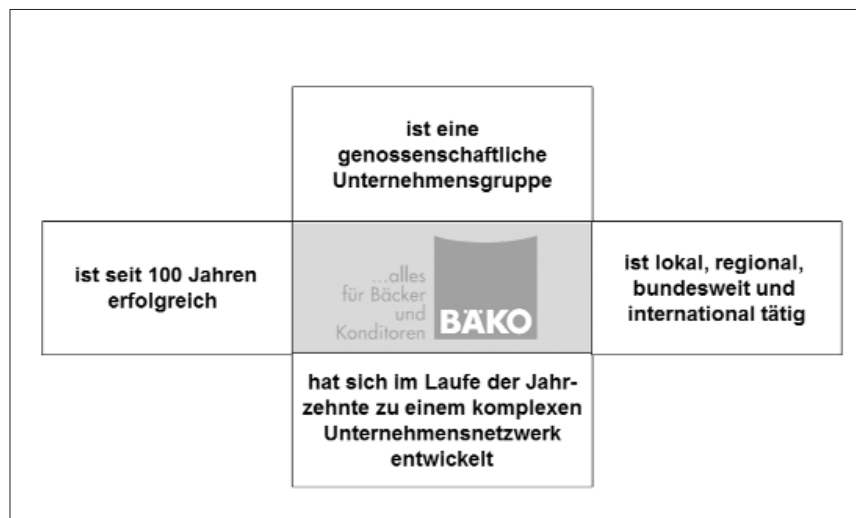 ist eine
genossenschaftliche
Unternehmensgruppe
ist seit 100 Jahren
erfolgreich
...alles
für Bäcker
und
Konditoren
BÄKO
ist lokal, regional,
bundesweit und
international tätig
hat sich im Laufe der Jahr-
zehnte zu einem komplexen
Unternehmensnetzwerk
entwickelt